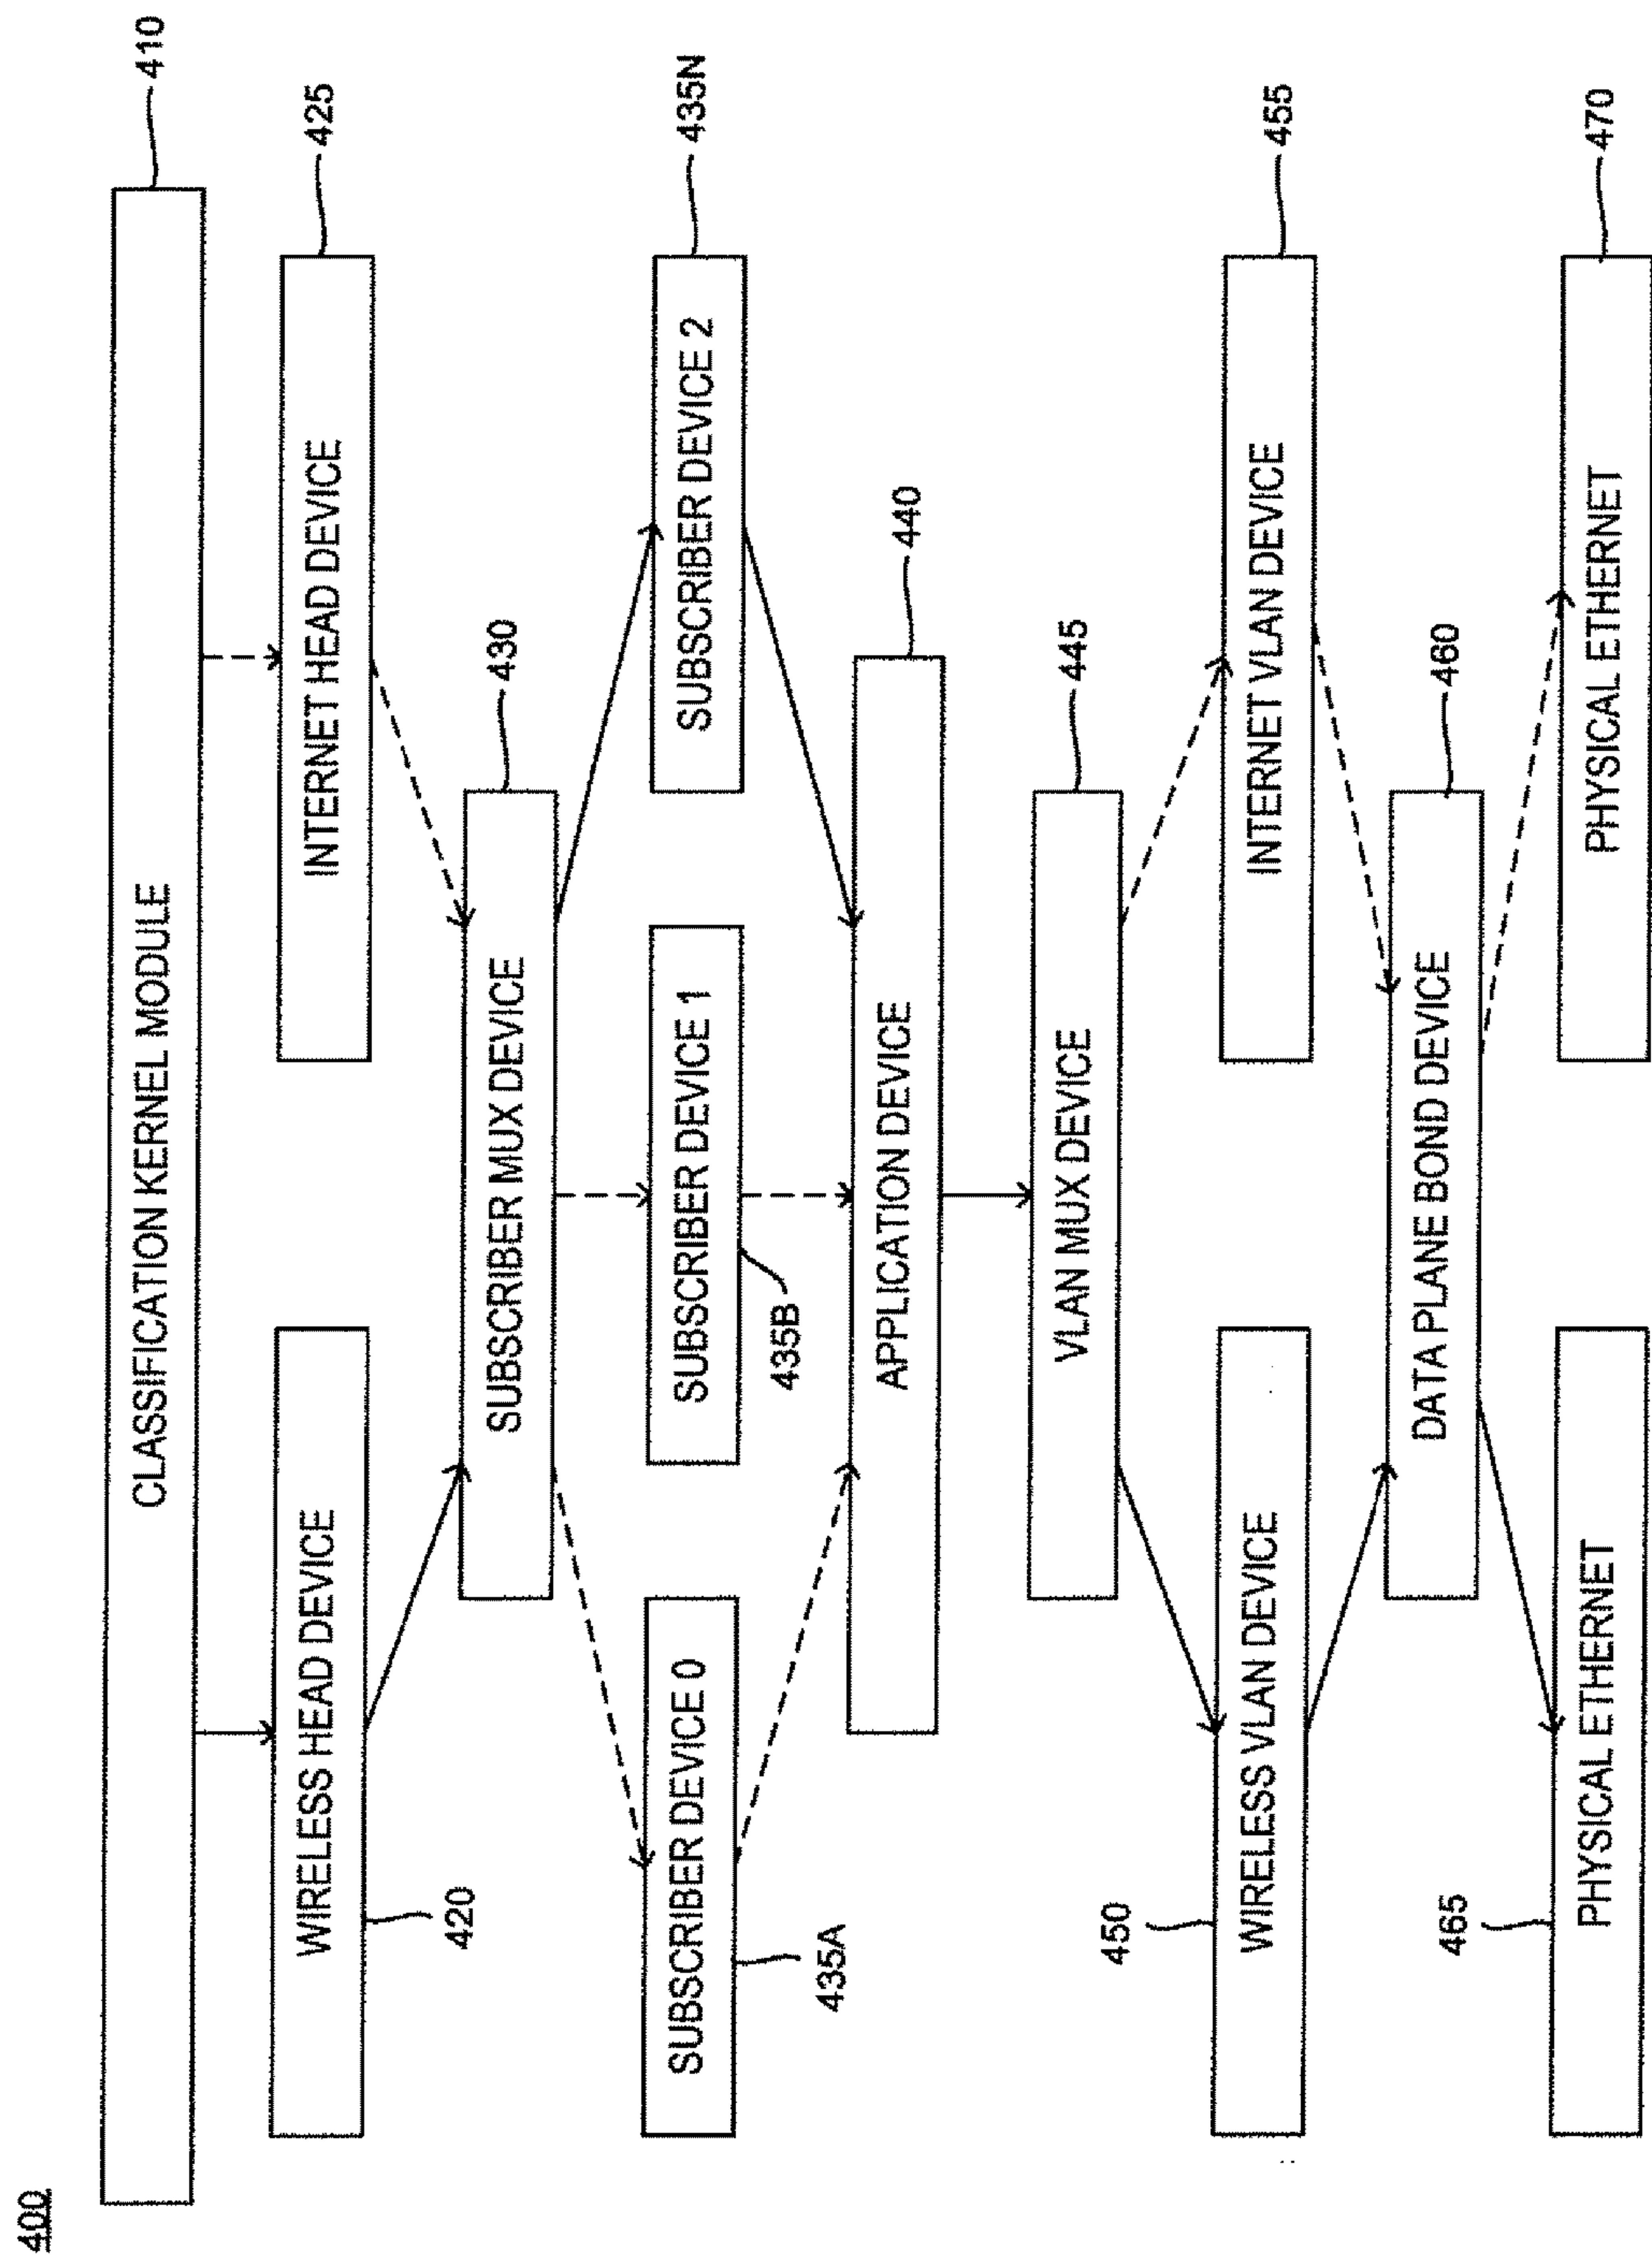 400
CLASSIFICATION KERNEL MODULE
410
WIRELESS HEAD DEVICE
420
INTERNET HEAD DEVICE
425
SUBSCRIBER MUX DEVICE
430
SUBSCRIBER DEVICE 0
435A
SUBSCRIBER DEVICE 1
435B
SUBSCRIBER DEVICE 2
435N
APPLICATION DEVICE
440
VLAN MUX DEVICE
445
WIRELESS VLAN DEVICE
450
INTERNET VLAN DEVICE
455
DATA PLANE BOND DEVICE
460
PHYSICAL ETHERNET
465
PHYSICAL ETHERNET
470